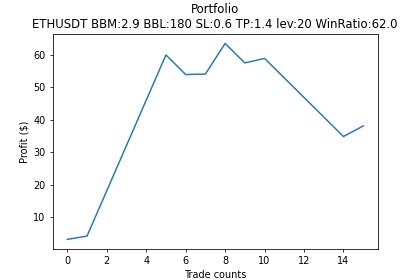 Portfolio
ETHUSDT BBM:2.9 BBL:180 SL:0.6 TP:1.4 lev:20 WinRatio:62.0
60
50
40
30
20
10
Profit ($)
0 2 4 6 8 10 12 14
Trade counts